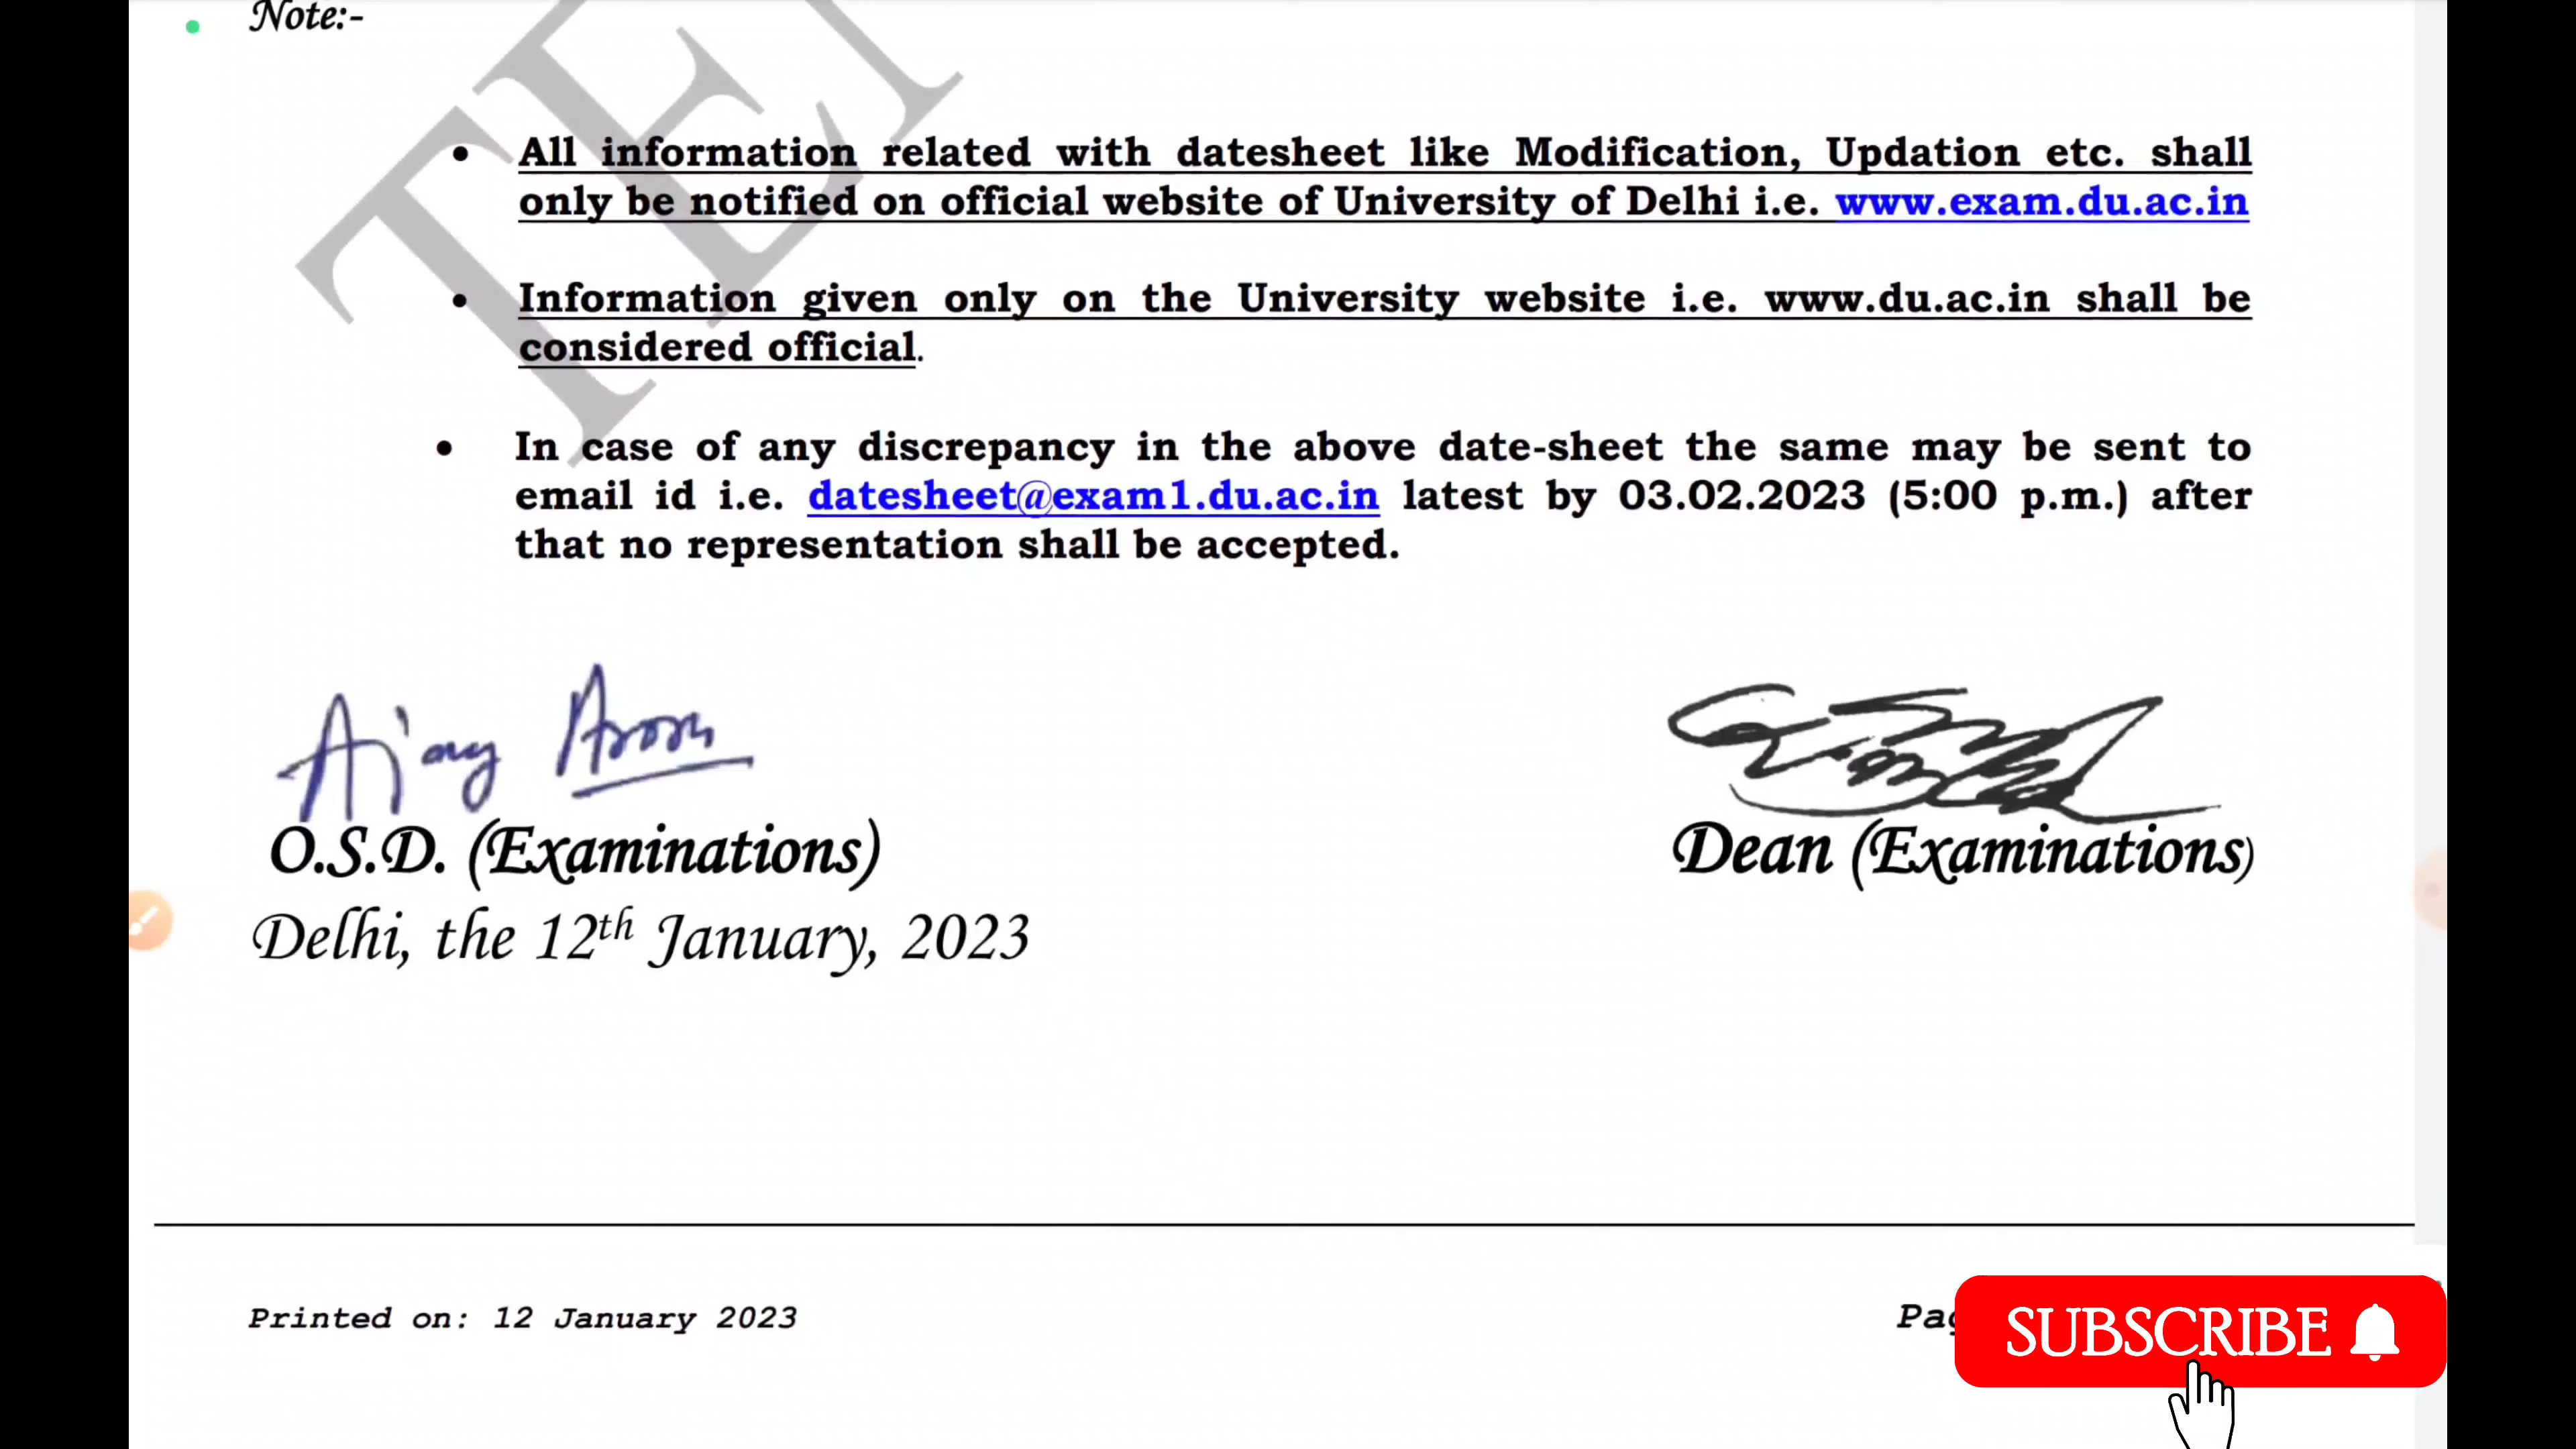 Note:-
TE
• All information related with datesheet like Modification, Updation etc. shall
only be notified on official website of University of Delhi i.e. www.exam.du.ac.in
• Information given only on the University website i.e. www.du.ac.in shall be
considered official.
• In case of any discrepancy in the above date-sheet the same may be sent to
email id i.e. datesheet@exam1.du.ac.in latest by 03.02.2023 (5:00 p.m.) after
that no representation shall be accepted.
Ajay Arora
O.S.D. (Examinations)
Dean (Examinations)
Delhi, the 12th January, 2023
Printed on: 12 January 2023
SUBSCRIBE